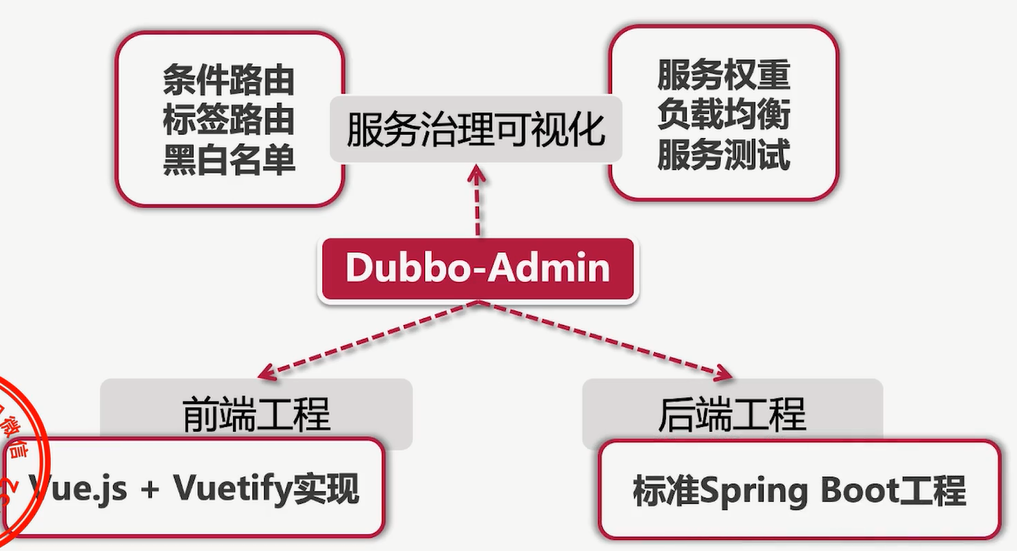 条件路由
标签路由
黑白名单
服务治理可视化
服务权重
负载均衡
服务测试
Dubbo-Admin
前端工程
Vue.js + Vuetify实现
后端工程
标准Spring Boot工程
微信